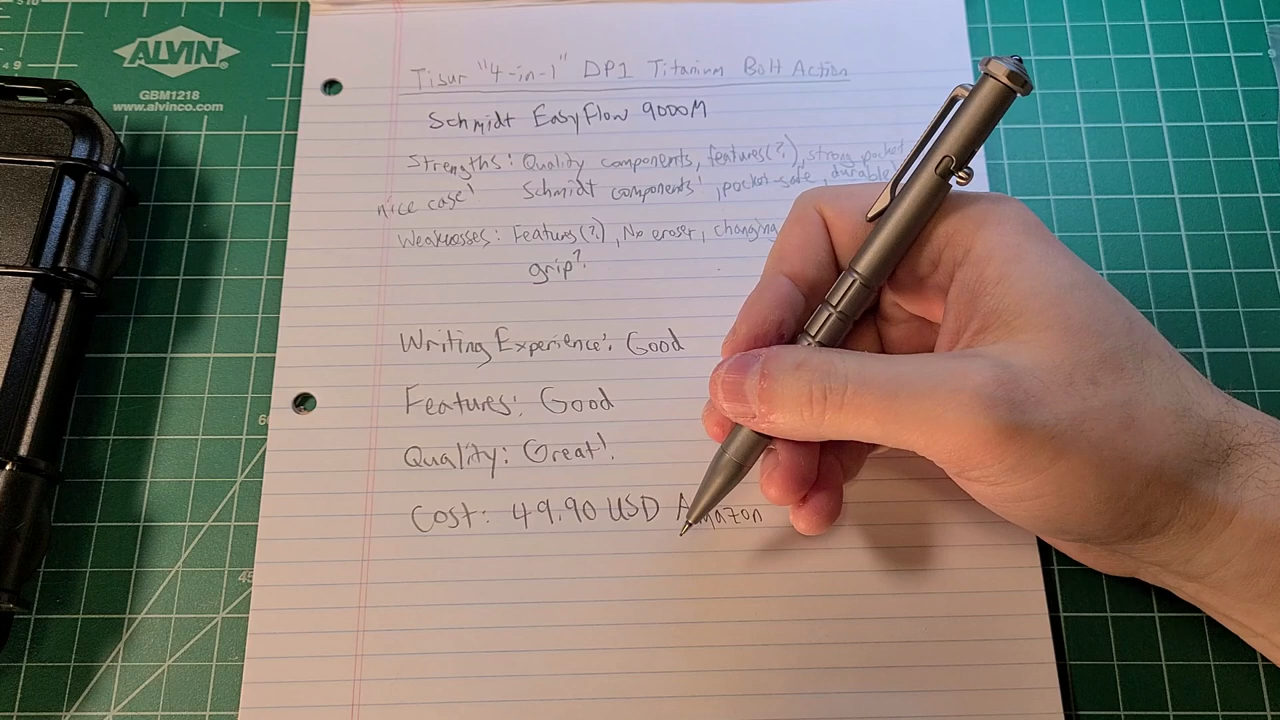 ALVIN®
GBM1218
www.alvinco.com
Tisur "4-in-1" DP1 Titanium Bolt Action
Schmidt EasyFlow 9000M
Strengths: Quality components, features(?), strong pocket
nice case! Schmidt components!, pocket-safe, durable
Weaknesses: Features(?), No eraser, changing
grip?
Writing Experience: Good
Features: Good
Quality: Great!
Cost: 49.90 USD Amazon
45